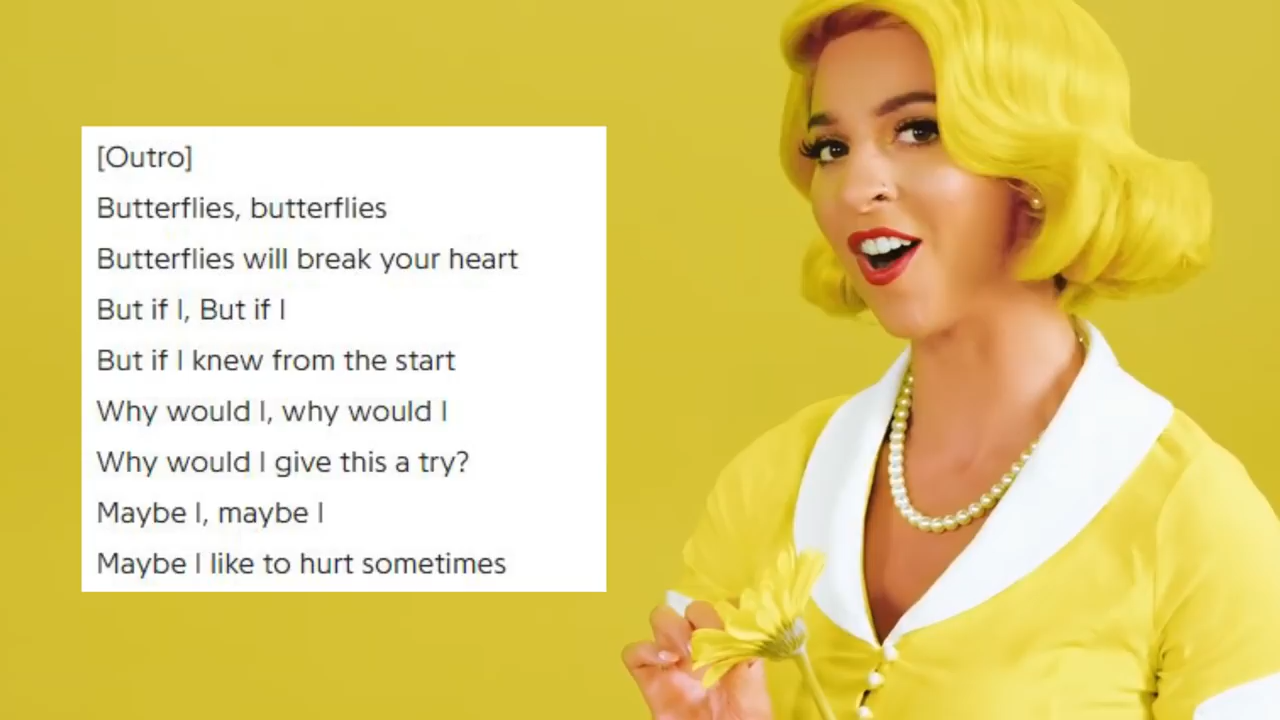 [Outro]
Butterflies, butterflies
Butterflies will break your heart
But if I, But if I
But if I knew from the start
Why would I, why would I
Why would I give this a try?
Maybe I, maybe I
Maybe I like to hurt sometimes